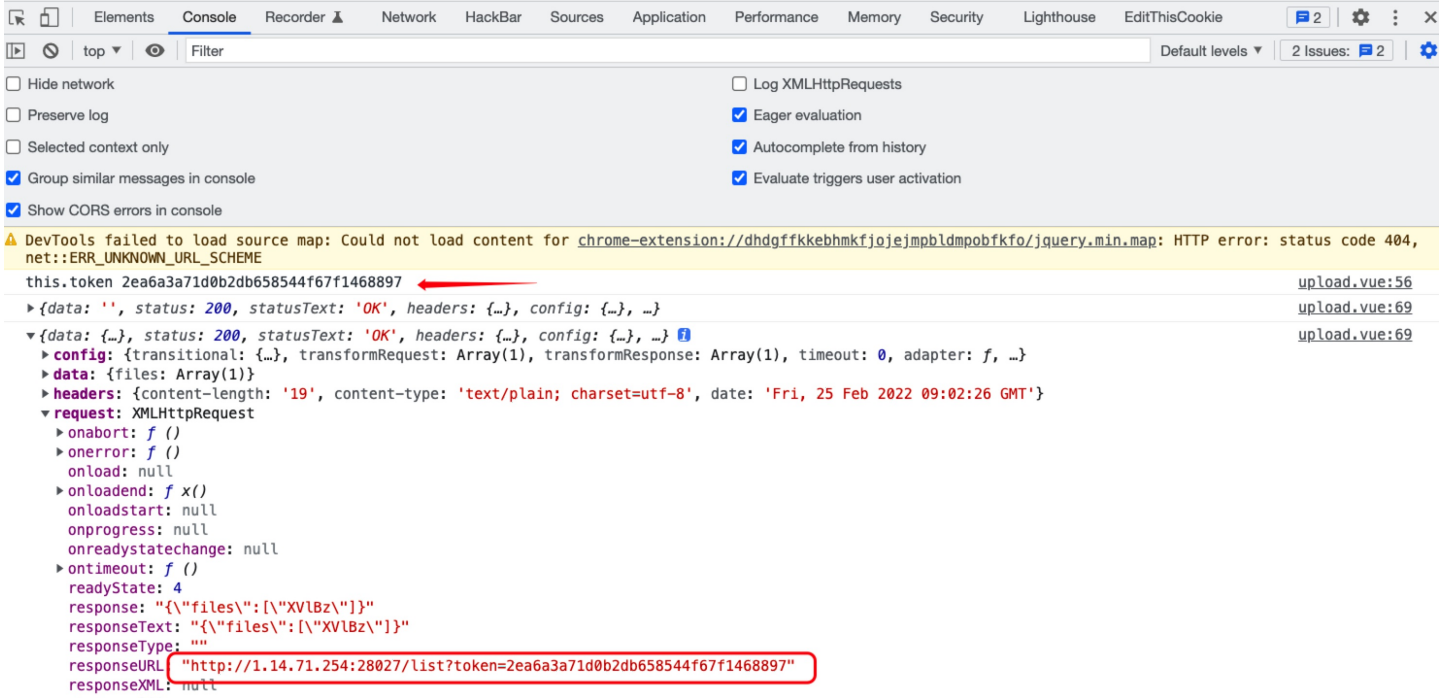 Elements Console Recorder Network HackBar Sources Application Performance Memory Security Lighthouse EditThisCookie 2
top Filter Default levels 2 Issues: 2
Hide network Log XMLHttpRequests
Preserve log Eager evaluation
Selected context only Autocomplete from history
Group similar messages in console Evaluate triggers user activation
Show CORS errors in console
DevTools failed to load source map: Could not load content for chrome-extension://dhdgffkkebhmkfjojejmpbldmpobfkfo/jquery.min.map: HTTP error: status code 404,
net::ERR_UNKNOWN_URL_SCHEME
this.token 2ea6a3a71d0b2db658544f67f1468897 upload.vue:56
{data: '', status: 200, statusText: 'OK', headers: {…}, config: {…}, …} upload.vue:69
{data: {…}, status: 200, statusText: 'OK', headers: {…}, config: {…}, …} upload.vue:69
config: {transitional: {…}, transformRequest: Array(1), transformResponse: Array(1), timeout: 0, adapter: ƒ, …}
data: {files: Array(1)}
headers: {content-length: '19', content-type: 'text/plain; charset=utf-8', date: 'Fri, 25 Feb 2022 09:02:26 GMT'}
request: XMLHttpRequest
onabort: ƒ ()
onerror: ƒ ()
onload: null
onloadend: ƒ x()
onloadstart: null
onprogress: null
onreadystatechange: null
ontimeout: ƒ ()
readyState: 4
response: "{\"files\":[\"XVlBz\"]}"
responseText: "{\"files\":[\"XVlBz\"]}"
responseType: ""
responseURL: "http://1.14.71.254:28027/list?token=2ea6a3a71d0b2db658544f67f1468897"
responseXML: null